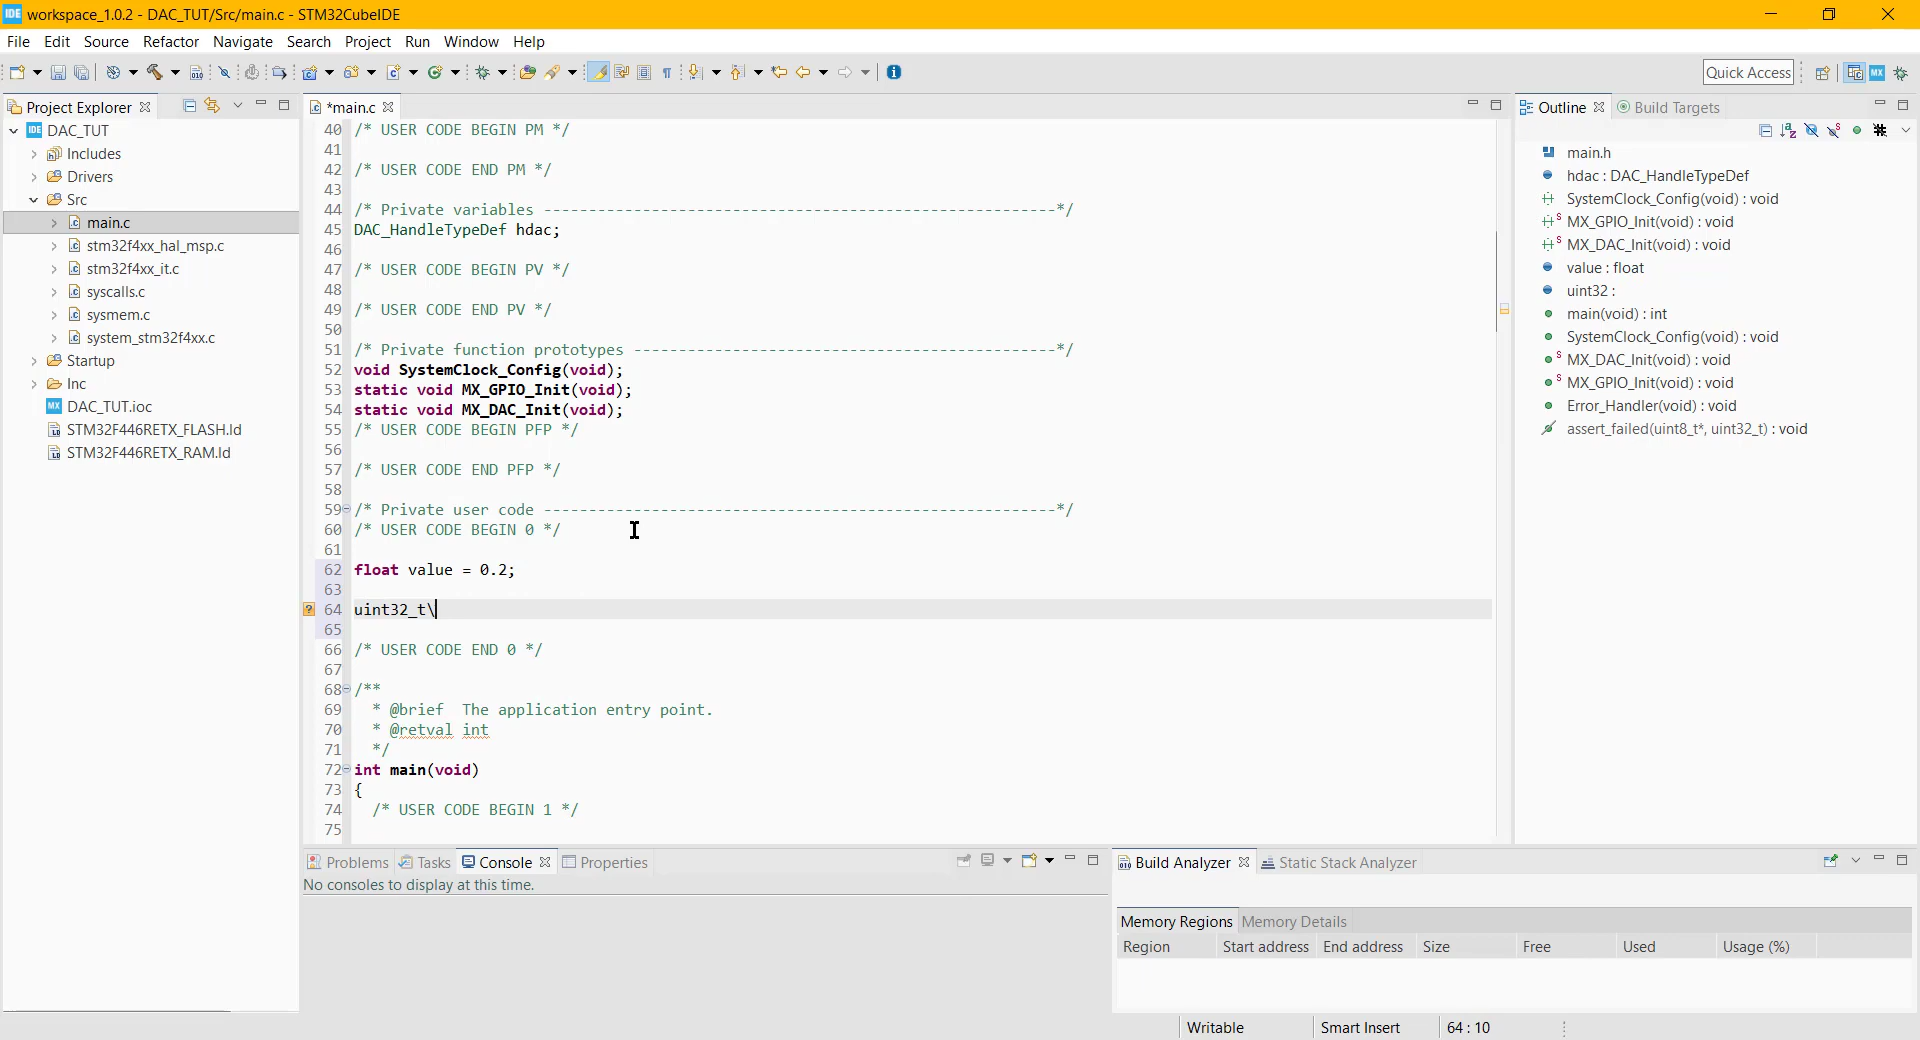 IDE workspace_1.0.2 - DAC_TUT/Src/main.c - STM32CubeIDE
File Edit Source Refactor Navigate Search Project Run Window Help
Quick Access
MX
Project Explorer
IDE DAC_TUT
Includes
Drivers
Src
main.c
stm32f4xx_hal_msp.c
stm32f4xx_it.c
syscalls.c
sysmem.c
system_stm32f4xx.c
Startup
Inc
MX DAC_TUT.ioc
STM32F446RETX_FLASH.ld
STM32F446RETX_RAM.ld
*main.c
40 /* USER CODE BEGIN PM */
41
42 /* USER CODE END PM */
43
44 /* Private variables ---------------------------------------------------------*/
45 DAC_HandleTypeDef hdac;
46
47 /* USER CODE BEGIN PV */
48
49 /* USER CODE END PV */
50
51 /* Private function prototypes -----------------------------------------------*/
52 void SystemClock_Config(void);
53 static void MX_GPIO_Init(void);
54 static void MX_DAC_Init(void);
55 /* USER CODE BEGIN PFP */
56
57 /* USER CODE END PFP */
58
59 /* Private user code ---------------------------------------------------------*/
60 /* USER CODE BEGIN 0 */
61
62 float value = 0.2;
63
64 uint32_t\
65
66 /* USER CODE END 0 */
67
68 /**
69 * @brief  The application entry point.
70 * @retval int
71 */
72 int main(void)
73 {
74 /* USER CODE BEGIN 1 */
75
Outline Build Targets
main.h
hdac : DAC_HandleTypeDef
SystemClock_Config(void) : void
MX_GPIO_Init(void) : void
MX_DAC_Init(void) : void
value : float
uint32 :
main(void) : int
SystemClock_Config(void) : void
MX_DAC_Init(void) : void
MX_GPIO_Init(void) : void
Error_Handler(void) : void
assert_failed(uint8_t*, uint32_t) : void
Problems Tasks Console Properties
No consoles to display at this time.
Build Analyzer Static Stack Analyzer
Memory Regions Memory Details
Region Start address End address Size Free Used Usage (%)
Writable Smart Insert 64 : 10